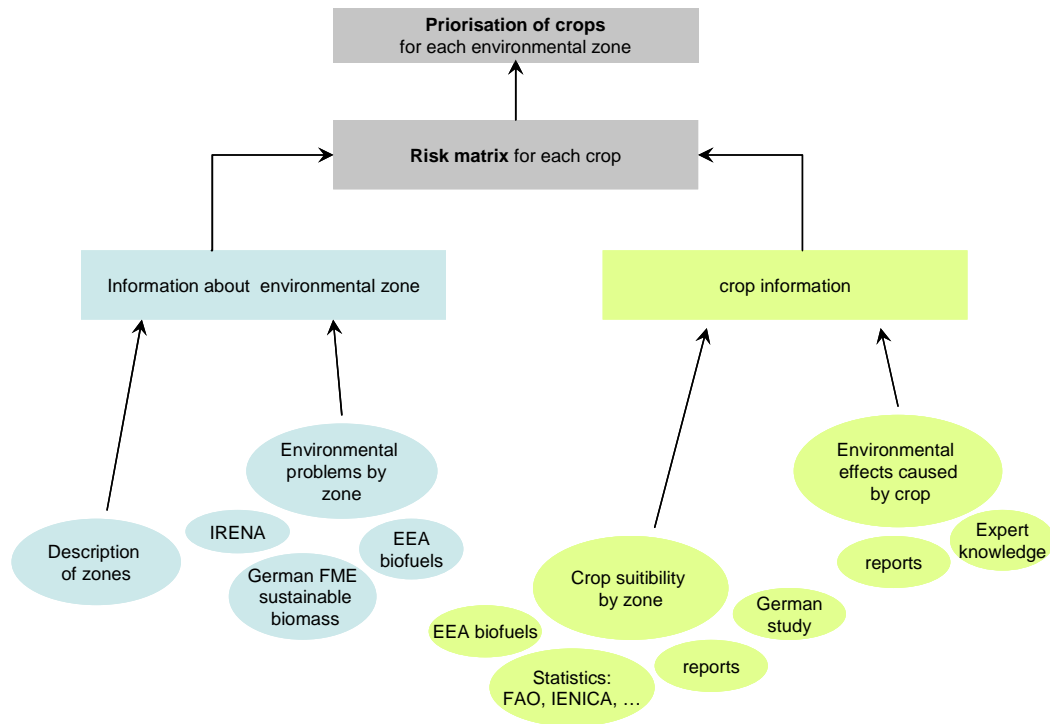 Priorisation of crops
for each environmental zone
Risk matrix for each crop
Information about environmental zone
crop information
Environmental
problems by
zone
Environmental
effects caused
by crop
IRENA
EEA
biofuels
Description
of zones
German FME
sustainable
biomass
Expert
knowledge
reports
Crop suitibility
by zone
German
study
EEA biofuels
reports
Statistics:
FAO, IENICA, …